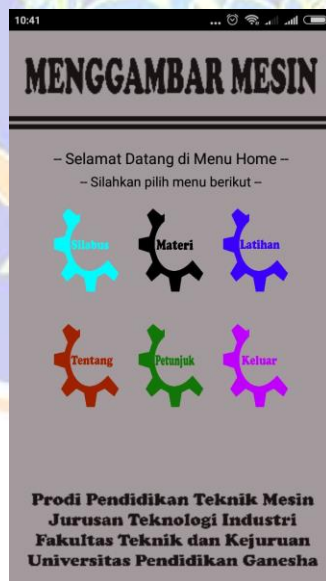 10:41
...
MENGGAMBAR MESIN
-- Selamat Datang di Menu Home --
-- Silahkan pilih menu berikut --
Silabus Materi Latihan
Tentang Petunjuk Keluar
Prodi Pendidikan Teknik Mesin
Jurusan Teknologi Industri
Fakultas Teknik dan Kejuruan
Universitas Pendidikan Ganesha